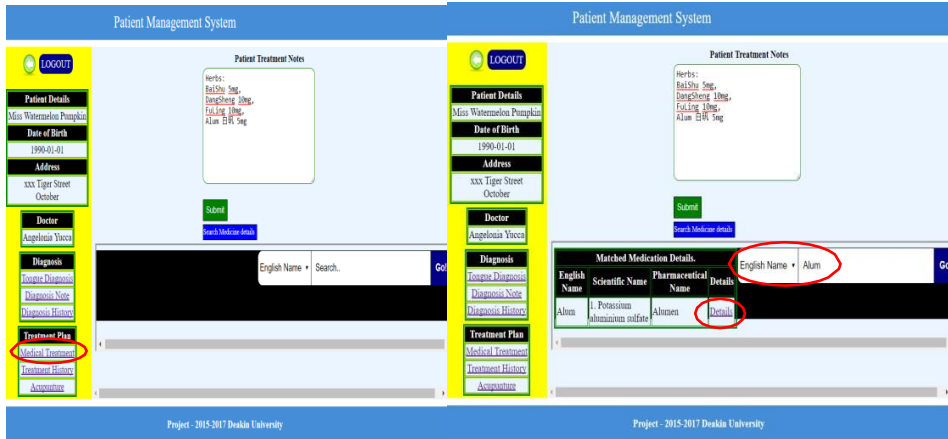 Patient Management System
LOGOUT
Patient Details
Miss Watermelon Pumpkin
Date of Birth
1990-01-01
Address
xxx Tiger Street
October
Doctor
Angelonia Yucca
Diagnosis
Tongue Diagnosis
Diagnosis Note
Diagnosis History
Treatment Plan
Medical Treatment
Treatment History
Acupunture
Patient Treatment Notes
Herbs:
BaiShu 5mg,
DangSheng 10mg,
FuLing 10mg,
Alum 白矾 5mg
Submit
Search Medicine details
English Name
Search..
Go!
Project - 2015-2017 Deakin University
Patient Management System
LOGOUT
Patient Details
Miss Watermelon Pumpkin
Date of Birth
1990-01-01
Address
xxx Tiger Street
October
Doctor
Angelonia Yucca
Diagnosis
Tongue Diagnosis
Diagnosis Note
Diagnosis History
Treatment Plan
Medical Treatment
Treatment History
Acupunture
Patient Treatment Notes
Herbs:
BaiShu 5mg,
DangSheng 10mg,
FuLing 10mg,
Alum 白矾 5mg
Submit
Search Medicine details
Matched Medication Details.
English Name Scientific Name Pharmaceutical Name Details
Alum 1. Potassium aluminium sulfate Alumen Details
English Name
Alum
Go
Project - 2015-2017 Deakin University